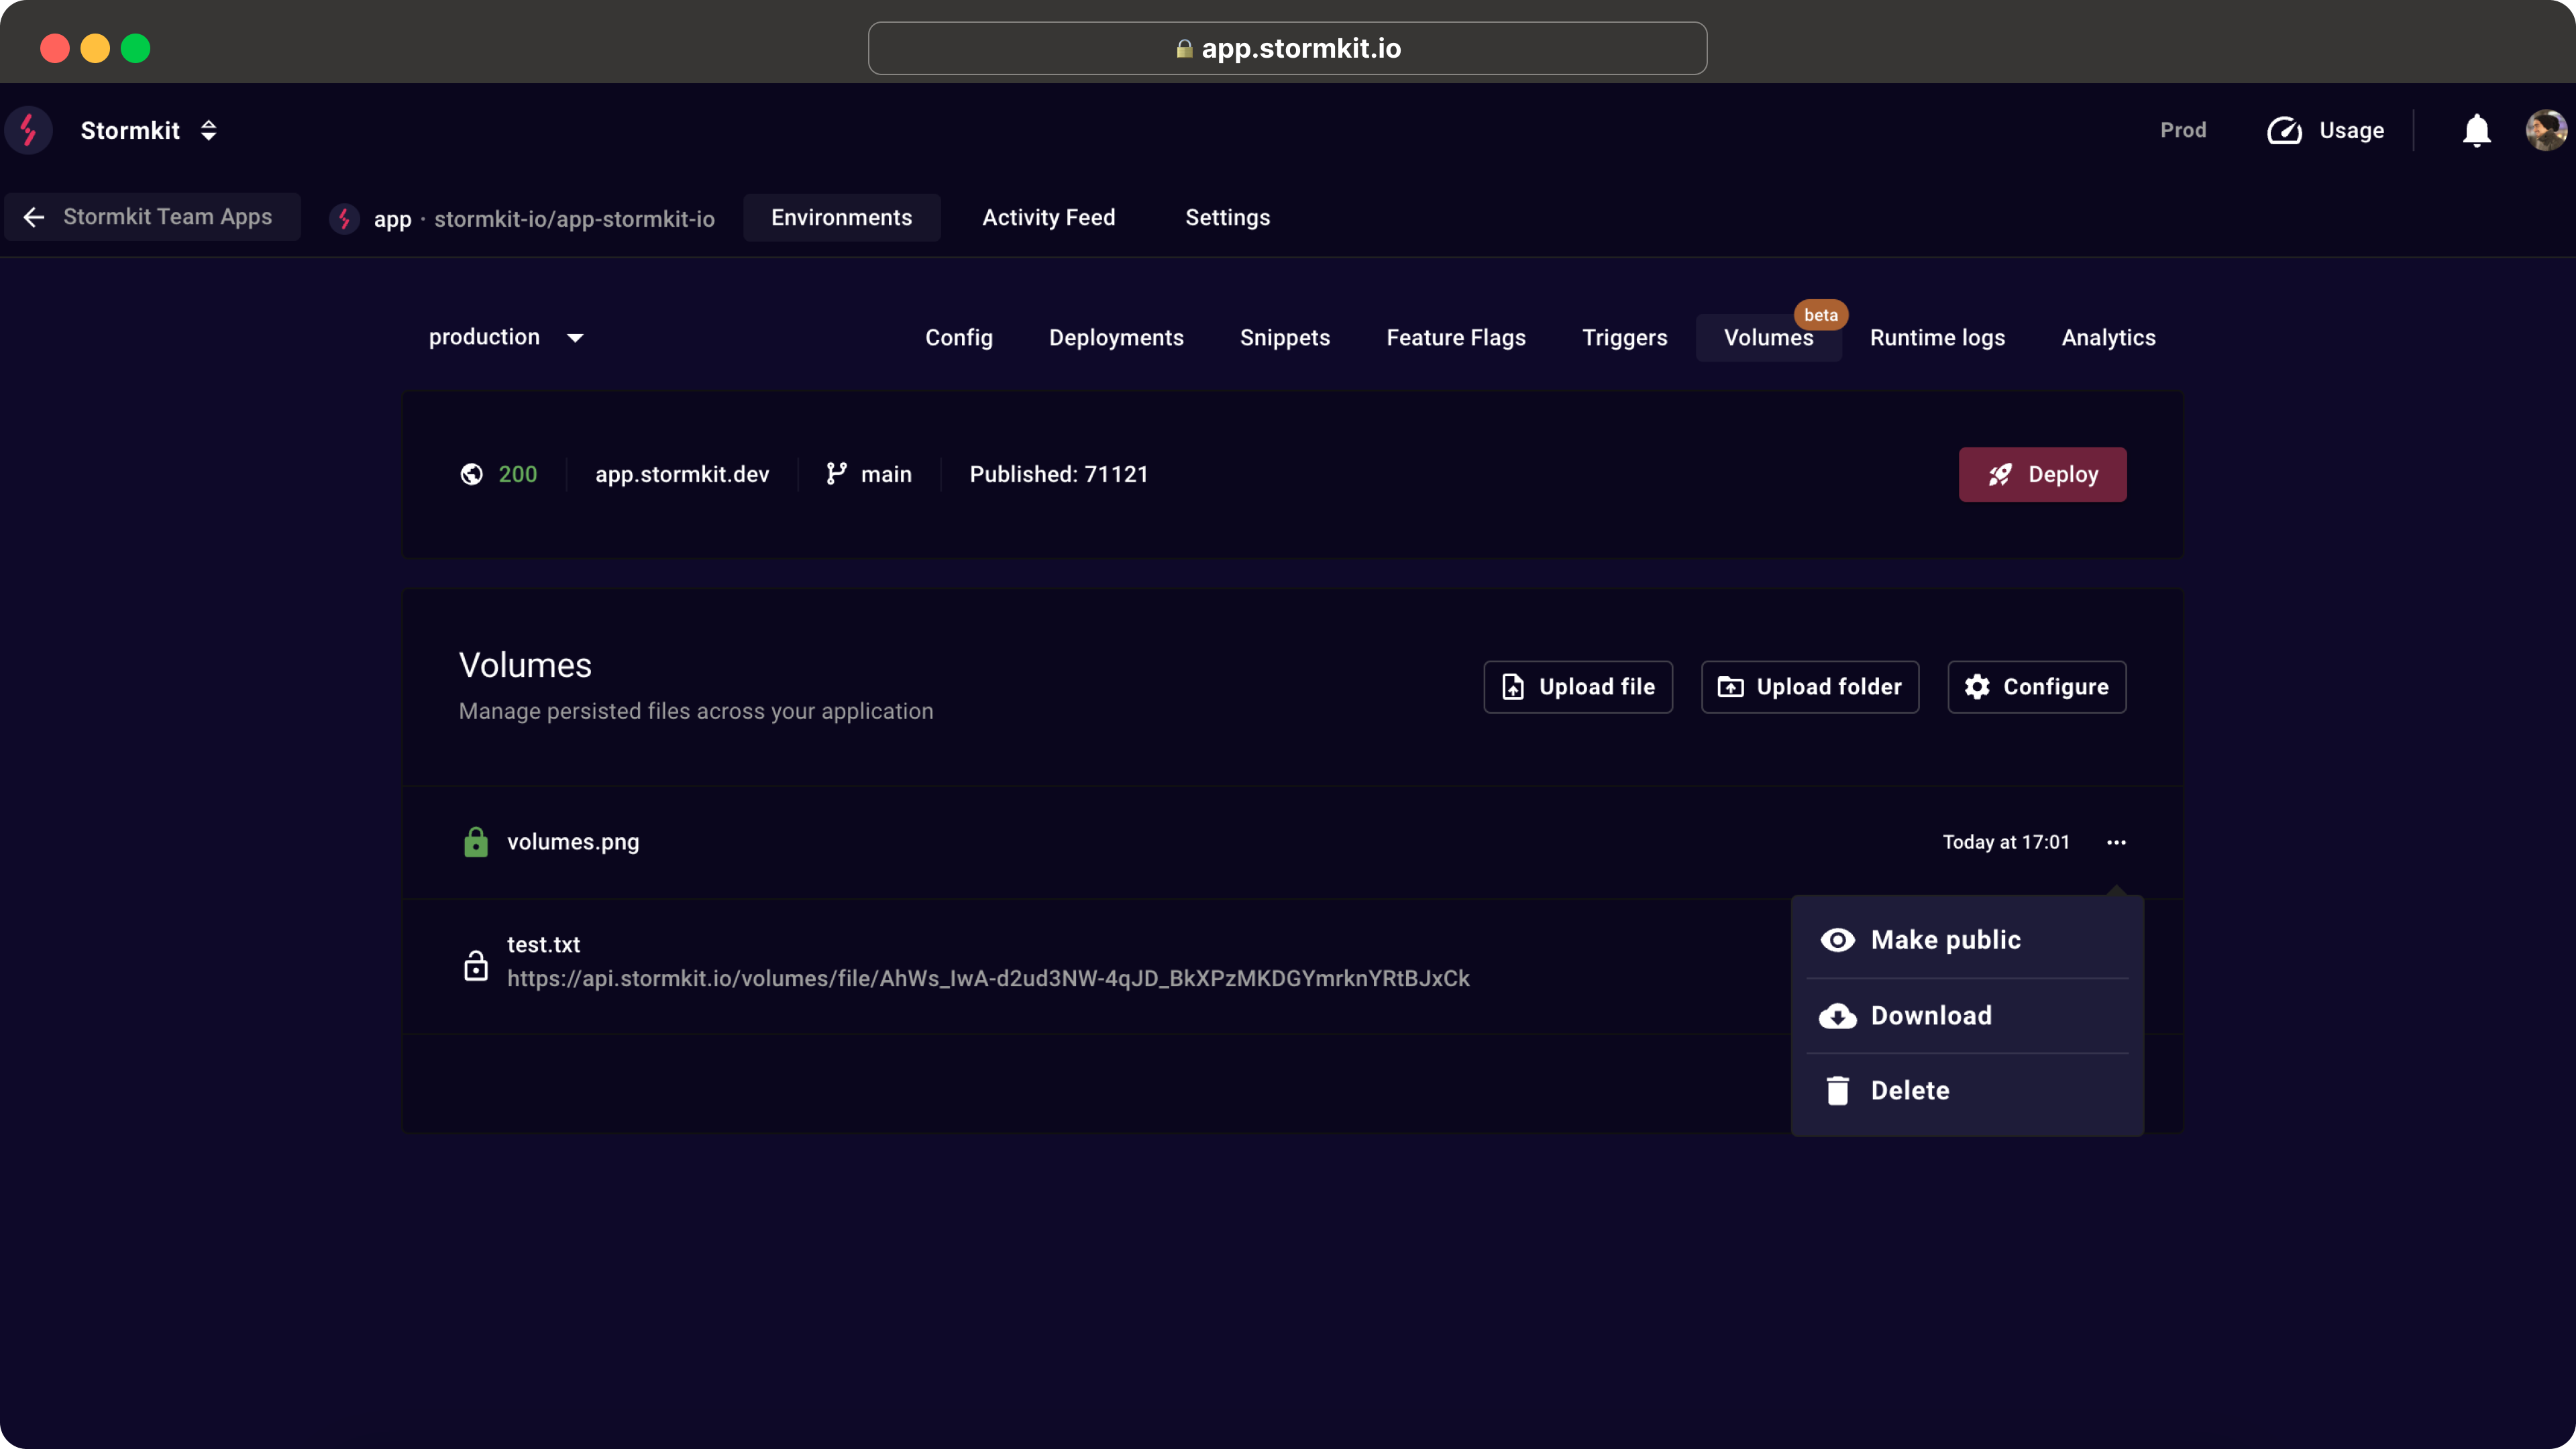 app.stormkit.io
Stormkit
Prod
Usage
Stormkit Team Apps
app · stormkit-io/app-stormkit-io
Environments
Activity Feed
Settings
production
Config
Deployments
Snippets
Feature Flags
Triggers
Volumes
beta
Runtime logs
Analytics
200
app.stormkit.dev
main
Published: 71121
Deploy
Volumes
Manage persisted files across your application
Upload file
Upload folder
Configure
volumes.png
Today at 17:01
test.txt
https://api.stormkit.io/volumes/file/AhWs_IwA-d2ud3NW-4qJD_BkXPzMKDGYmrknYRtBJxCk
Make public
Download
Delete